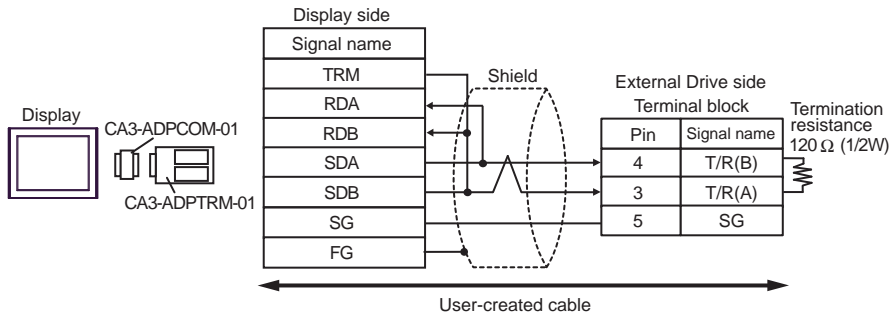 Display side
Signal name
TRM
RDA
RDB
SDA
SDB
SG
FG
Shield
External Drive side
Terminal block
Pin Signal name
4 T/R(B)
3 T/R(A)
5 SG
Termination
resistance
120 Ω (1/2W)
Display
CA3-ADPCOM-01
CA3-ADPTRM-01
User-created cable